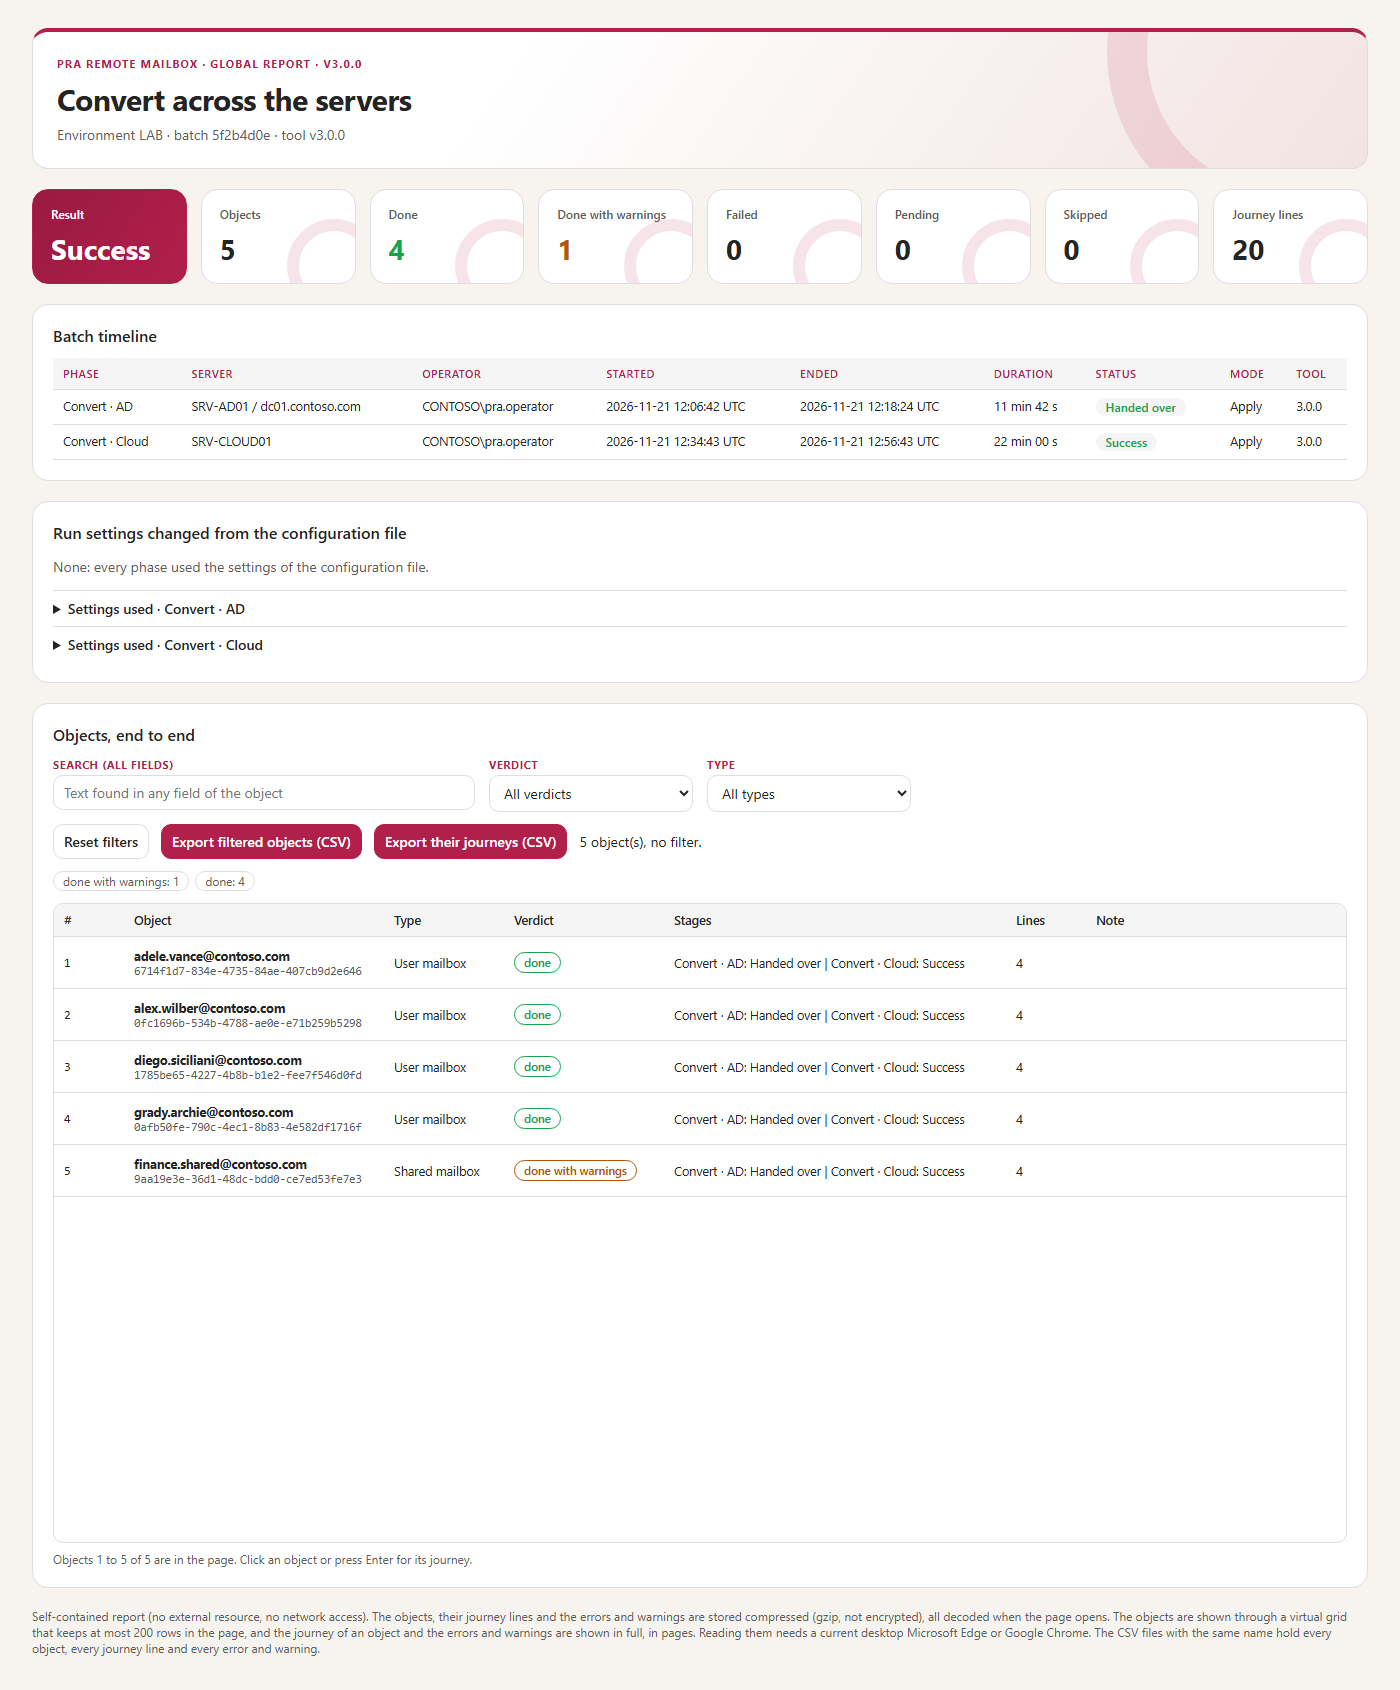 PRA REMOTE MAILBOX · GLOBAL REPORT · V3.0.0
Convert across the servers
Environment LAB · batch 5f2b4d0e · tool v3.0.0
Result
Success
Objects
5
Done
4
Done with warnings
1
Failed
0
Pending
0
Skipped
0
Journey lines
20
Batch timeline
PHASE SERVER OPERATOR STARTED ENDED DURATION STATUS MODE TOOL
Convert · AD SRV-AD01 / dc01.contoso.com CONTOSO\pra.operator 2026-11-21 12:06:42 UTC 2026-11-21 12:18:24 UTC 11 min 42 s Handed over Apply 3.0.0
Convert · Cloud SRV-CLOUD01 CONTOSO\pra.operator 2026-11-21 12:34:43 UTC 2026-11-21 12:56:43 UTC 22 min 00 s Success Apply 3.0.0
Run settings changed from the configuration file
None: every phase used the settings of the configuration file.
Settings used · Convert · AD
Settings used · Convert · Cloud
Objects, end to end
SEARCH (ALL FIELDS) VERDICT TYPE
Text found in any field of the object All verdicts All types
Reset filters Export filtered objects (CSV) Export their journeys (CSV) 5 object(s), no filter.
done with warnings: 1 done: 4
# Object Type Verdict Stages Lines Note
1 adele.vance@contoso.com User mailbox done Convert · AD: Handed over | Convert · Cloud: Success 4
6714f1d7-834e-4735-84ae-407cb9d2e646
2 alex.wilber@contoso.com User mailbox done Convert · AD: Handed over | Convert · Cloud: Success 4
0fc1696b-534b-4788-ae0e-e71b259b5298
3 diego.siciliani@contoso.com User mailbox done Convert · AD: Handed over | Convert · Cloud: Success 4
1785be65-4227-4b8b-b1e2-fee7f546d0fd
4 grady.archie@contoso.com User mailbox done Convert · AD: Handed over | Convert · Cloud: Success 4
0afb50fe-790c-4ec1-8b83-4e582df1716f
5 finance.shared@contoso.com Shared mailbox done with warnings Convert · AD: Handed over | Convert · Cloud: Success 4
9aa19e3e-36d1-48dc-bdd0-ce7ed53fe7e3
Objects 1 to 5 of 5 are in the page. Click an object or press Enter for its journey.
Self-contained report (no external resource, no network access). The objects, their journey lines and the errors and warnings are stored compressed (gzip, not encrypted), all decoded when the page opens. The objects are shown through a virtual grid
that keeps at most 200 rows in the page, and the journey of an object and the errors and warnings are shown in full, in pages. Reading them needs a current desktop Microsoft Edge or Google Chrome. The CSV files with the same name hold every
object, every journey line and every error and warning.